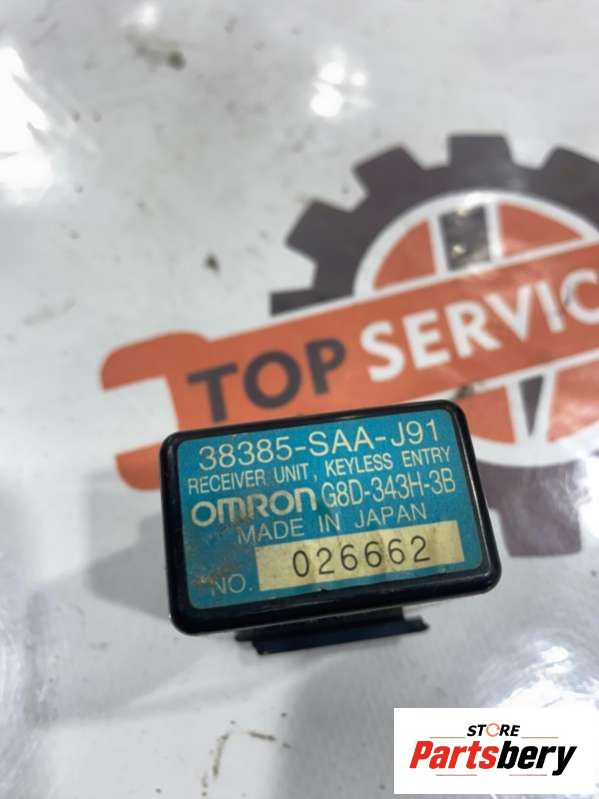 TOP SERVIC
38385-SAA-J91
RECEIVER UNIT, KEYLESS ENTRY
OMRON G8D-343H-3B
MADE IN JAPAN
NO. 026662
STORE
Partsbery